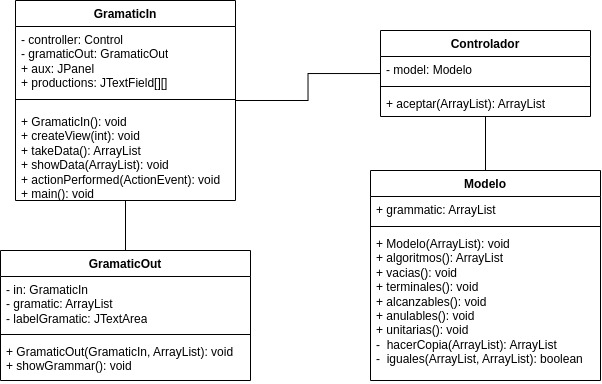 GramaticIn
- controller: Control
- gramaticOut: GramaticOut
+ aux: JPanel
+ productions: JTextField[][]
+ GramaticIn(): void
+ createView(int): void
+ takeData(): ArrayList
+ showData(ArrayList): void
+ actionPerformed(ActionEvent): void
+ main(): void
Controlador
- model: Modelo
+ aceptar(ArrayList): ArrayList
GramaticOut
- in: GramaticIn
- gramatic: ArrayList
- labelGramatic: JTextArea
+ GramaticOut(GramaticIn, ArrayList): void
+ showGrammar(): void
Modelo
+ grammatic: ArrayList
+ Modelo(ArrayList): void
+ algoritmos(): ArrayList
+ vacias(): void
+ terminales(): void
+ alcanzables(): void
+ anulables(): void
+ unitarias(): void
- hacerCopia(ArrayList): ArrayList
- iguales(ArrayList, ArrayList): boolean